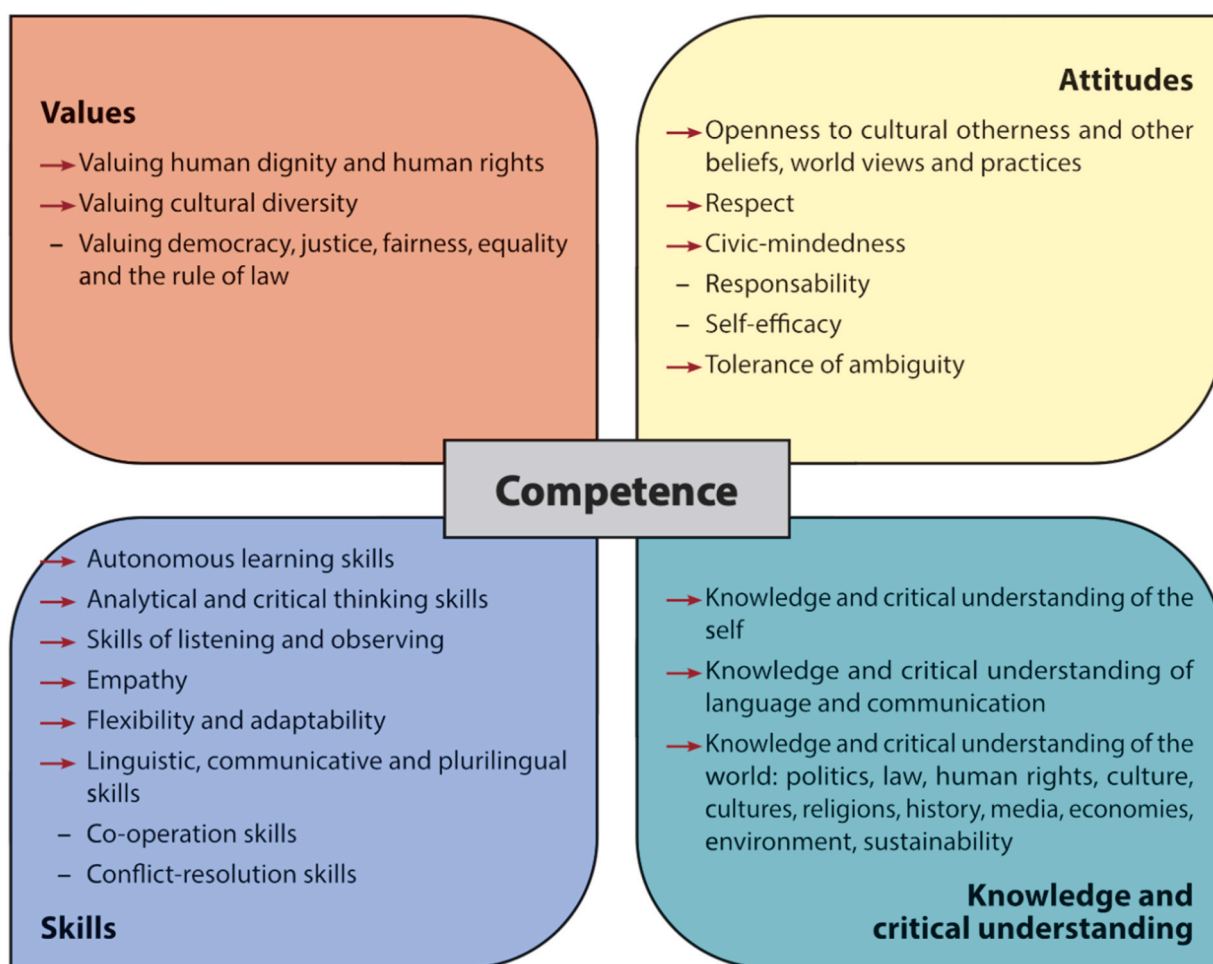 Values
→ Valuing human dignity and human rights
→ Valuing cultural diversity
– Valuing democracy, justice, fairness, equality
and the rule of law
Attitudes
→ Openness to cultural otherness and other
beliefs, world views and practices
→ Respect
→ Civic-mindedness
– Responsability
– Self-efficacy
→ Tolerance of ambiguity
Competence
→ Autonomous learning skills
→ Analytical and critical thinking skills
→ Skills of listening and observing
→ Empathy
→ Flexibility and adaptability
→ Linguistic, communicative and plurilingual
skills
– Co-operation skills
– Conflict-resolution skills
Skills
→ Knowledge and critical understanding of the
self
→ Knowledge and critical understanding of
language and communication
→ Knowledge and critical understanding of the
world: politics, law, human rights, culture,
cultures, religions, history, media, economies,
environment, sustainability
Knowledge and
critical understanding